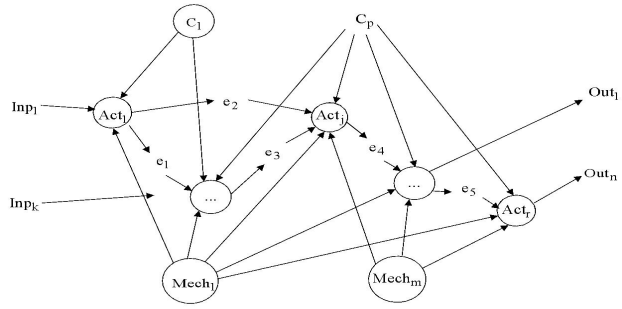 C₁
Cₚ
Inp₁
Act₁
e₂
Actⱼ
Out₁
e₁
e₃
e₄
Inpₖ
...
...
e₅
Actᵣ
Outₙ
Mech₁
Mechₘ